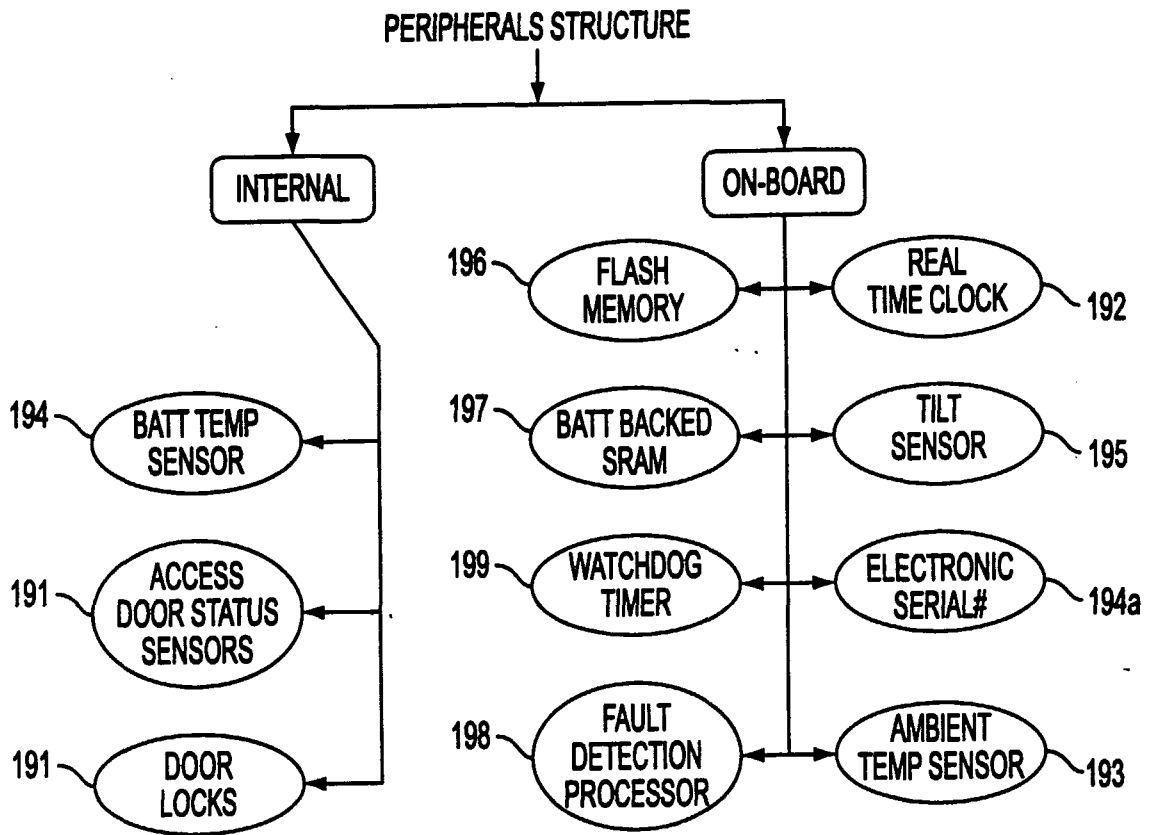 PERIPHERALS STRUCTURE
INTERNAL
ON-BOARD
196
FLASH
MEMORY
REAL
TIME CLOCK
192
194
BATT TEMP
SENSOR
197
BATT BACKED
SRAM
TILT
SENSOR
195
191
ACCESS
DOOR STATUS
SENSORS
199
WATCHDOG
TIMER
ELECTRONIC
SERIAL#
194a
191
DOOR
LOCKS
198
FAULT
DETECTION
PROCESSOR
AMBIENT
TEMP SENSOR
193